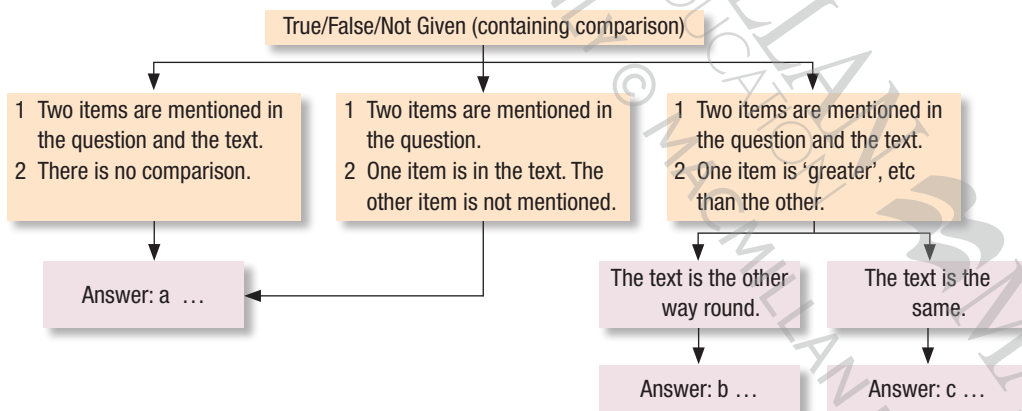 True/False/Not Given (containing comparison)
1 Two items are mentioned in
the question and the text.
2 There is no comparison.
1 Two items are mentioned in
the question.
2 One item is in the text. The
other item is not mentioned.
1 Two items are mentioned in
the question and the text.
2 One item is ‘greater’, etc
than the other.
Answer: a …
The text is the other
way round.
The text is the
same.
Answer: b …
Answer: c …
© MACMILLAN